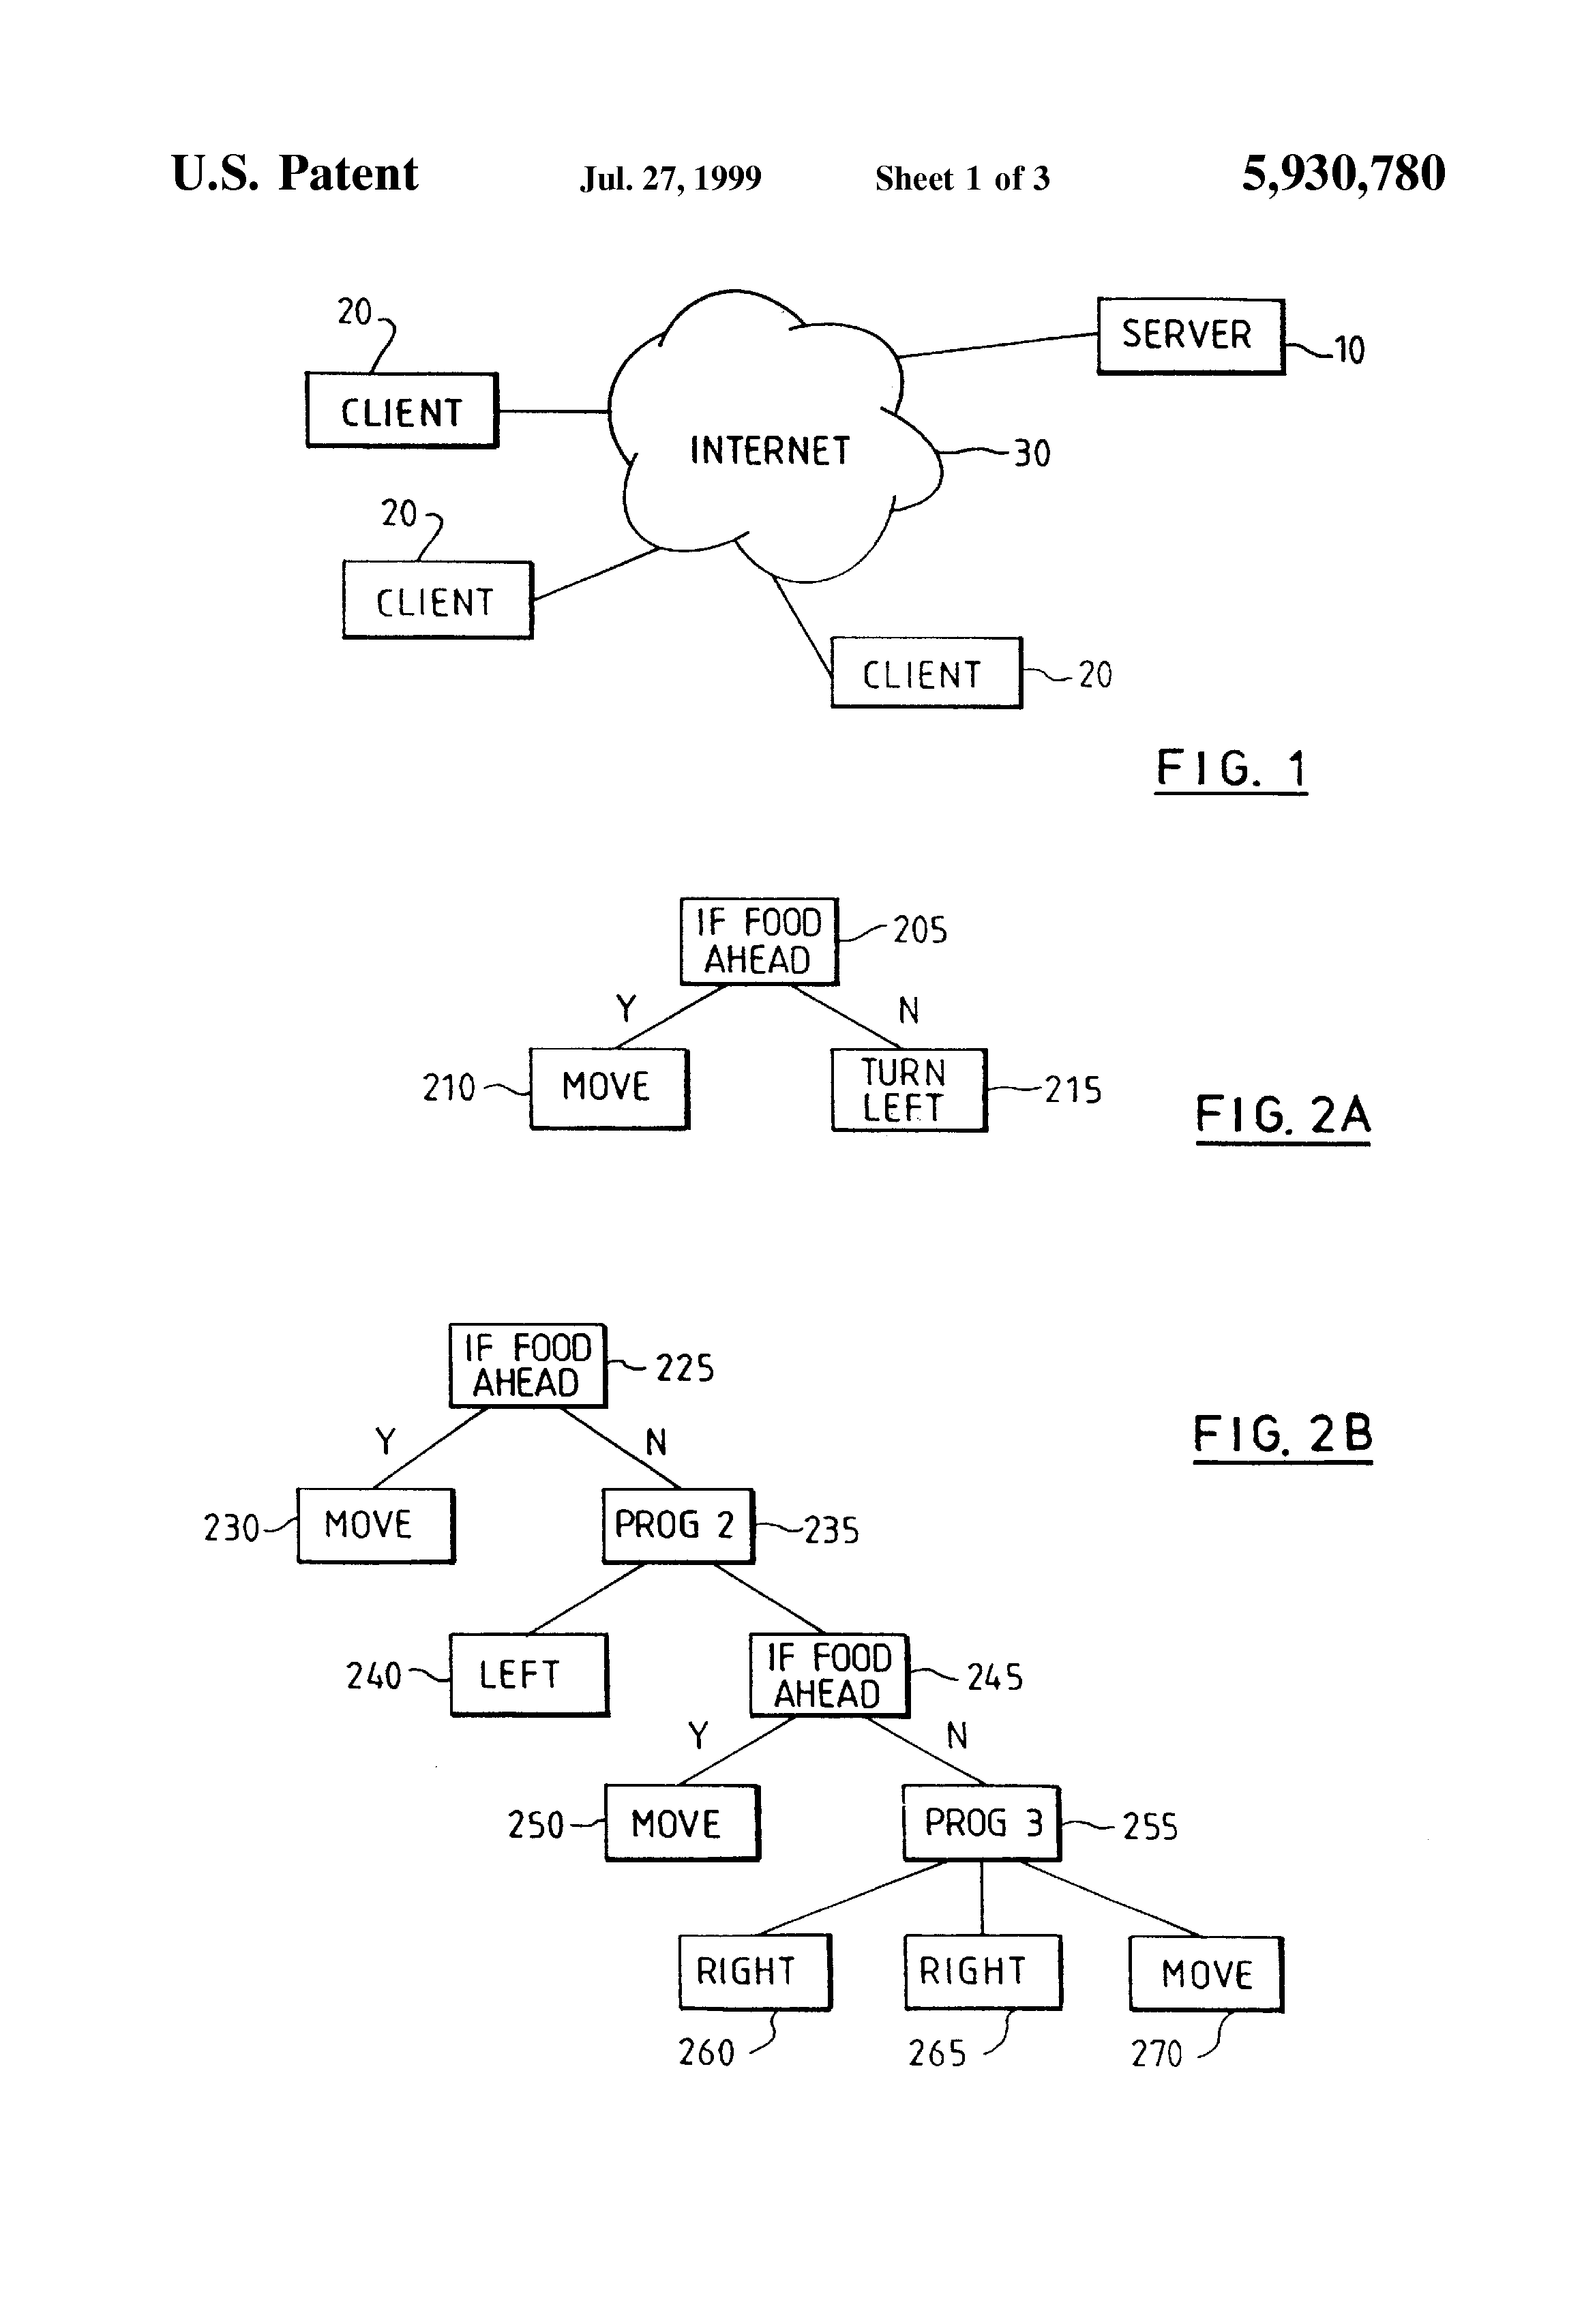 U.S. Patent Jul. 27, 1999 Sheet 1 of 3 5,930,780
20
CLIENT
SERVER
10
INTERNET
30
20
CLIENT
CLIENT
20
FIG. 1
IF FOOD
AHEAD
205
Y
N
210
MOVE
TURN
LEFT
215
FIG. 2A
IF FOOD
AHEAD
225
Y
N
FIG. 2B
230
MOVE
PROG 2
235
240
LEFT
IF FOOD
AHEAD
245
Y
N
250
MOVE
PROG 3
255
RIGHT
RIGHT
MOVE
260
265
270